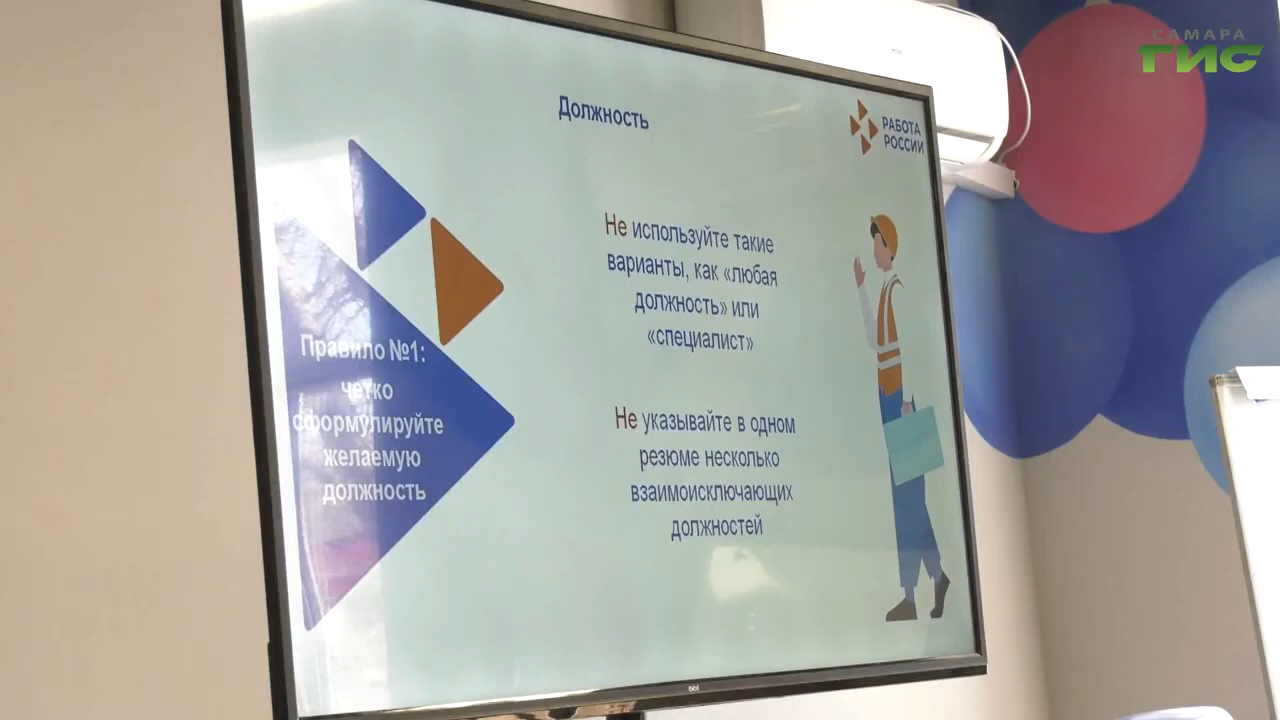 САМАРА
ГИС
Должность
РАБОТА
РОССИИ
Не используйте такие
варианты, как «любая
должность» или
«специалист»
Правило №1:
четко
сформулируйте
желаемую
должность
Не указывайте в одном
резюме несколько
взаимоисключающих
должностей
bbl